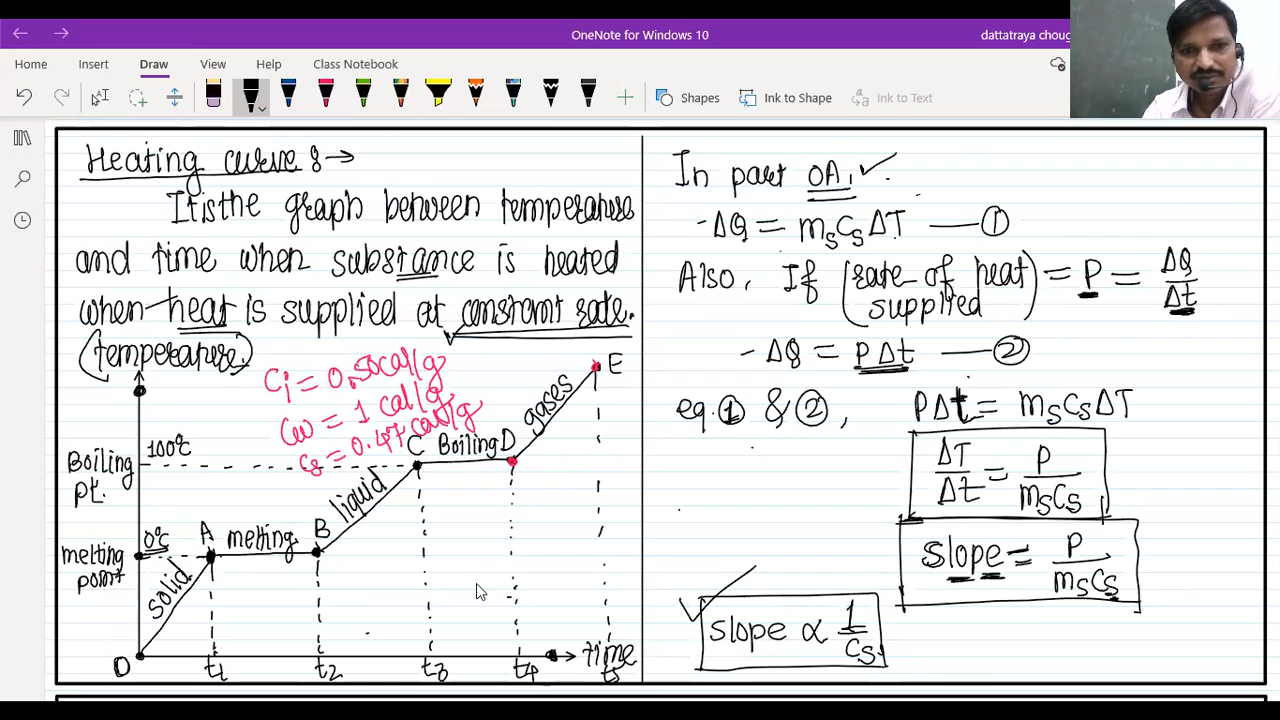 OneNote for Windows 10
dattatraya choug
Home Insert Draw View Help Class Notebook
Shapes Ink to Shape Ink to Text
Heating curve :→
It is the graph between temperature
and time when substance is heated
when heat is supplied at constant rate.
(temperature)
Ci = 0.50 cal/g
Cw = 1 cal/g
Cs = 0.47 cal/g
E
gases
100°C
Boiling
pt.
C Boiling D
liquid
0°C
A melting B
melting
point
solid
O t1 t2 t3 t4 time
t5
In part OA, ✓
-ΔQ = msCsΔT —— ①
Also, If (rate of heat supplied) = P = ΔQ/Δt
-ΔQ = PΔt —— ②
eq. ① & ②, PΔt = msCsΔT
ΔT/Δt = P/msCs
slope = P/msCs
slope ∝ 1/Cs